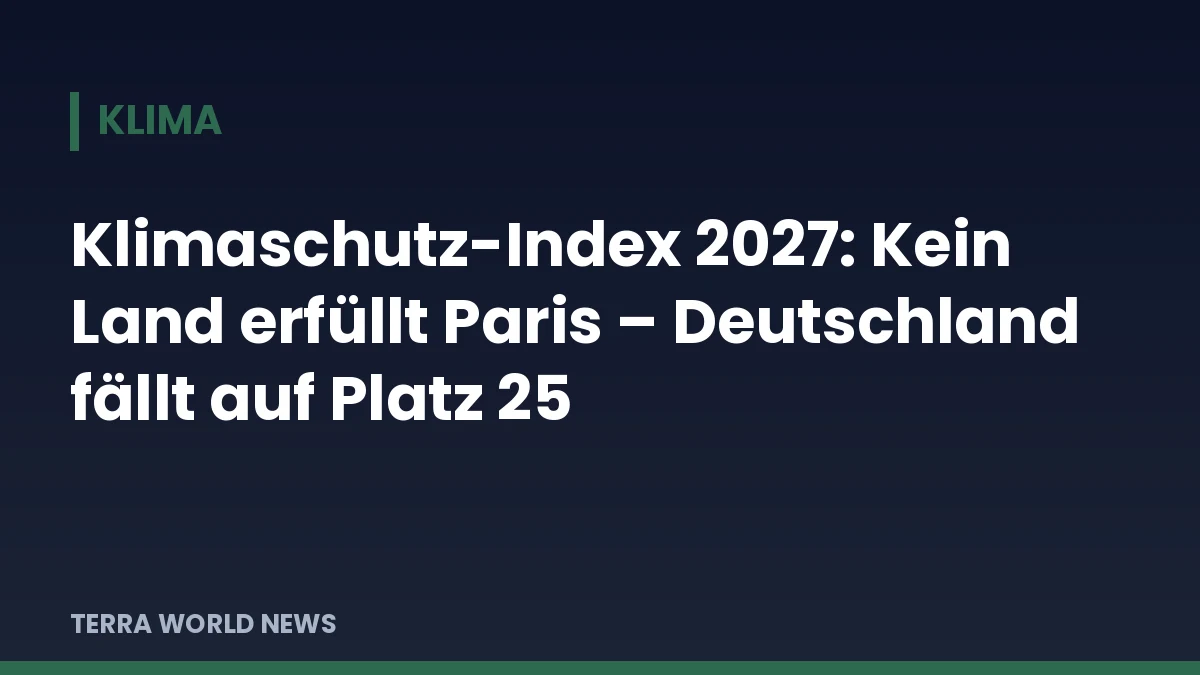 KLIMA
Klimaschutz-Index 2027: Kein
Land erfüllt Paris – Deutschland
fällt auf Platz 25
TERRA WORLD NEWS